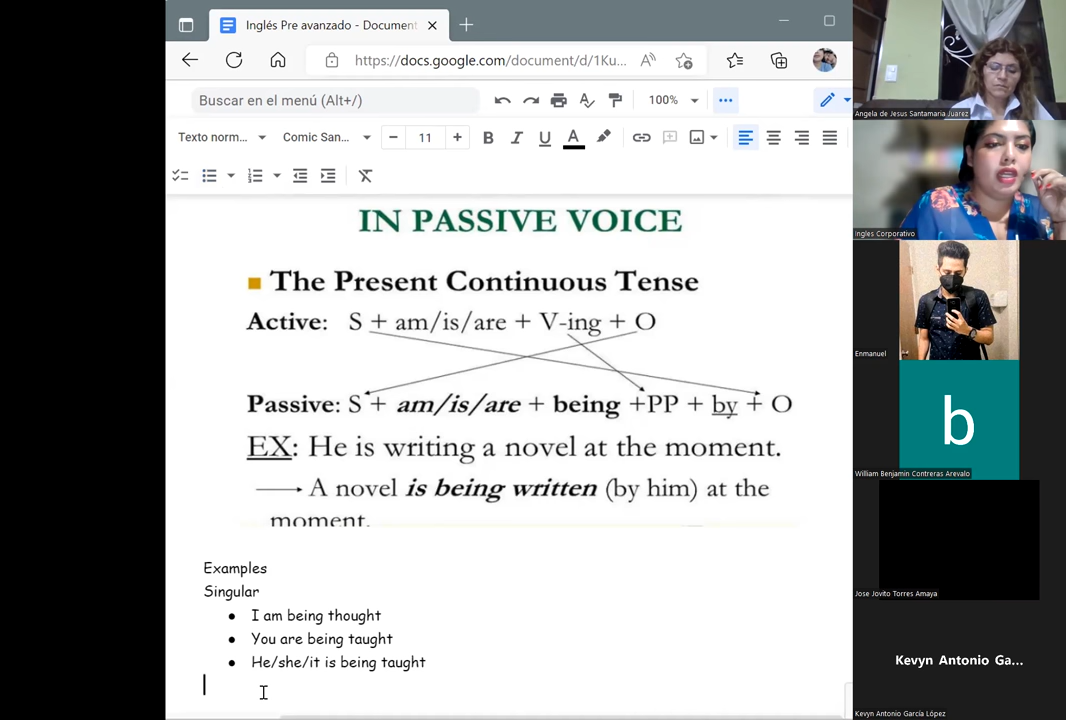 Inglés Pre avanzado - Document
https://docs.google.com/document/d/1Ku...
Buscar en el menú (Alt+/)
100%
Texto norm...
Comic San...
11
B I U A
IN PASSIVE VOICE
The Present Continuous Tense
Active: S + am/is/are + V-ing + O
Passive: S + am/is/are + being +PP + by + O
EX: He is writing a novel at the moment.
A novel is being written (by him) at the
moment.
Examples
Singular
I am being thought
You are being taught
He/she/it is being taught
Angela de Jesus Santamaria Juarez
Ingles Corporativo
Enmanuel
b
William Benjamin Contreras Arevalo
Jose Jovito Torres Amaya
Kevyn Antonio Ga...
Kevyn Antonio García López